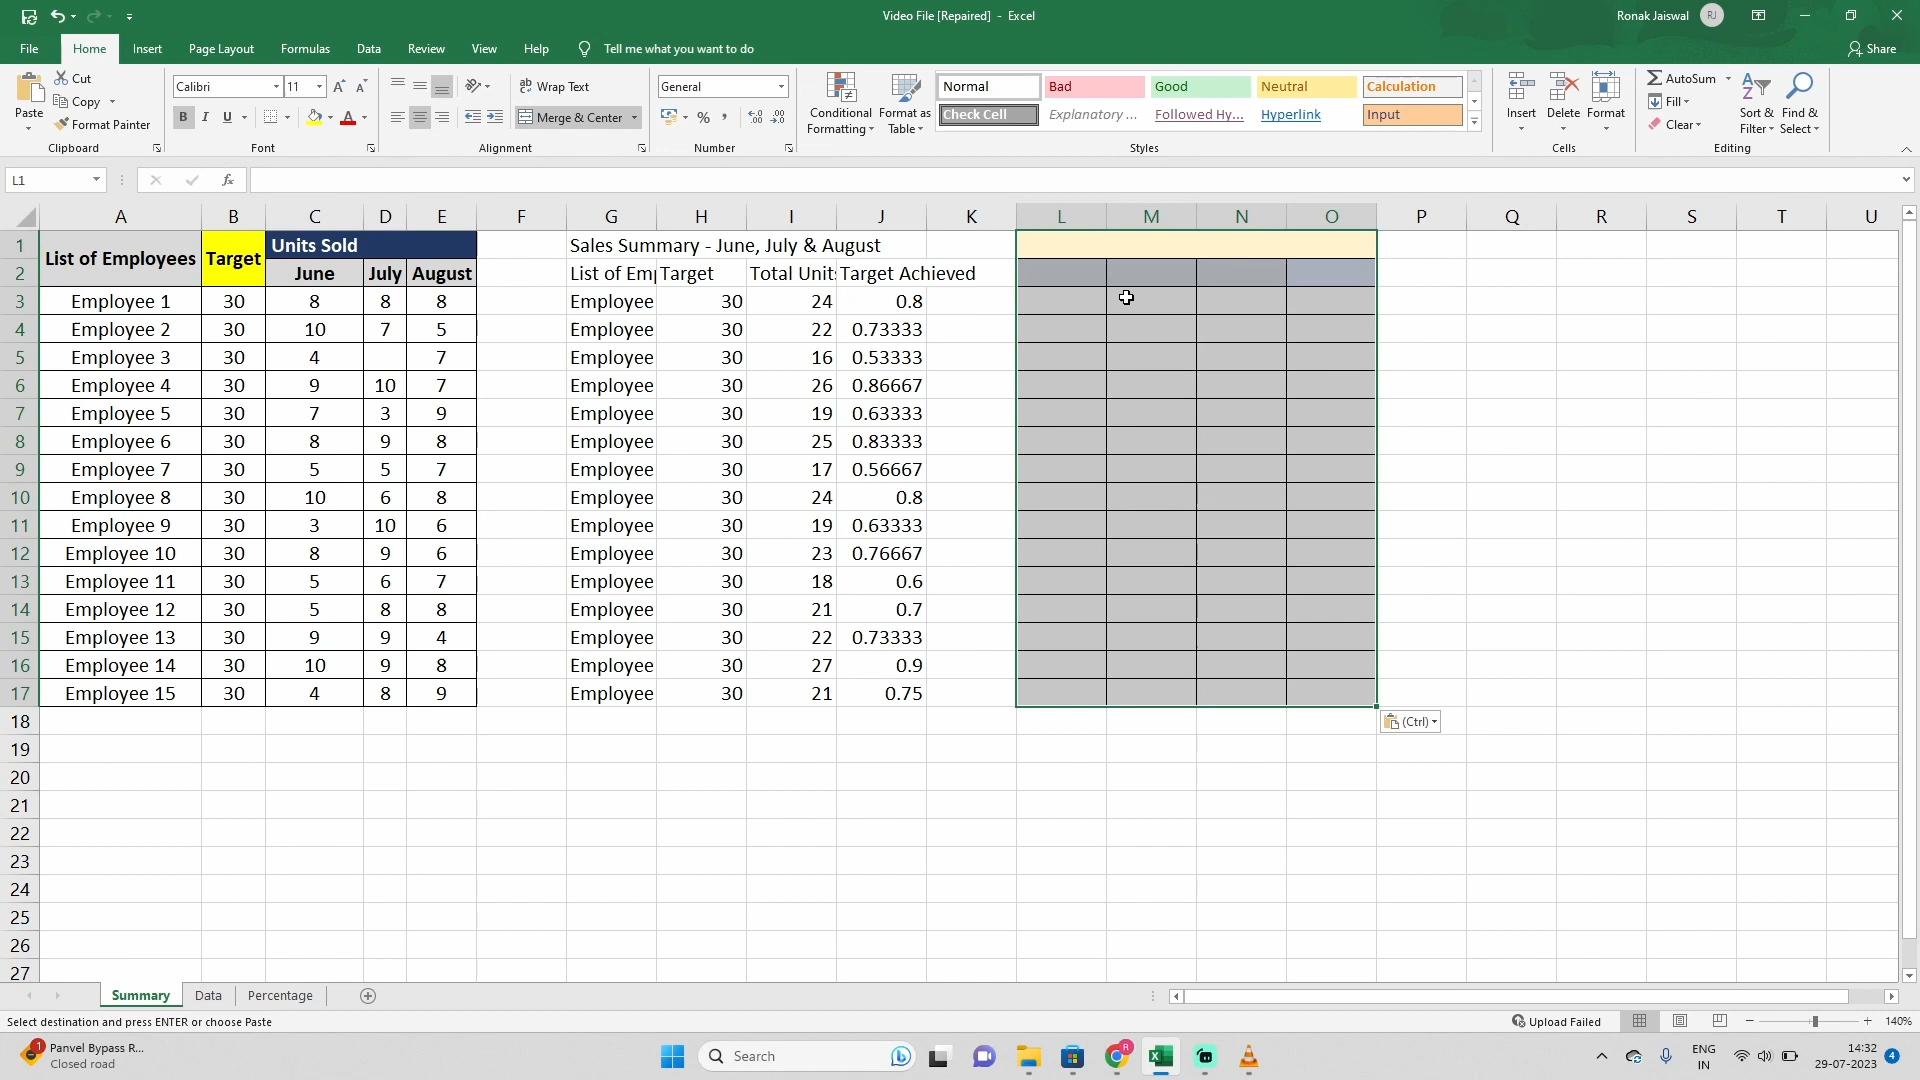 Video File [Repaired] - Excel
Ronak Jaiswal RJ
File Home Insert Page Layout Formulas Data Review View Help Tell me what you want to do Share
Paste Cut Copy Format Painter Clipboard
Calibri 11 A A B I U A Font
Wrap Text Merge & Center Alignment
General % , Number
Conditional Formatting Format as Table
Normal Bad Good Neutral Calculation
Check Cell Explanatory ... Followed Hy... Hyperlink Input
Styles
Insert Delete Format Cells
AutoSum Fill Clear Sort & Filter Find & Select Editing
L1 fx
A B C D E F G H I J K L M N O P Q R S T U
1 List of Employees Target Units Sold Sales Summary - June, July & August
2 June July August List of Emp Target Total Unit Target Achieved
3 Employee 1 30 8 8 8 Employee 30 24 0.8
4 Employee 2 30 10 7 5 Employee 30 22 0.73333
5 Employee 3 30 4 7 Employee 30 16 0.53333
6 Employee 4 30 9 10 7 Employee 30 26 0.86667
7 Employee 5 30 7 3 9 Employee 30 19 0.63333
8 Employee 6 30 8 9 8 Employee 30 25 0.83333
9 Employee 7 30 5 5 7 Employee 30 17 0.56667
10 Employee 8 30 10 6 8 Employee 30 24 0.8
11 Employee 9 30 3 10 6 Employee 30 19 0.63333
12 Employee 10 30 8 9 6 Employee 30 23 0.76667
13 Employee 11 30 5 6 7 Employee 30 18 0.6
14 Employee 12 30 5 8 8 Employee 30 21 0.7
15 Employee 13 30 9 9 4 Employee 30 22 0.73333
16 Employee 14 30 10 9 8 Employee 30 27 0.9
17 Employee 15 30 4 8 9 Employee 30 21 0.75
18 (Ctrl)
19
20
21
22
23
24
25
26
27
Summary Data Percentage
Select destination and press ENTER or choose Paste Upload Failed 140%
1 Panvel Bypass R... Search R ENG 14:32
Closed road IN 29-07-2023 4